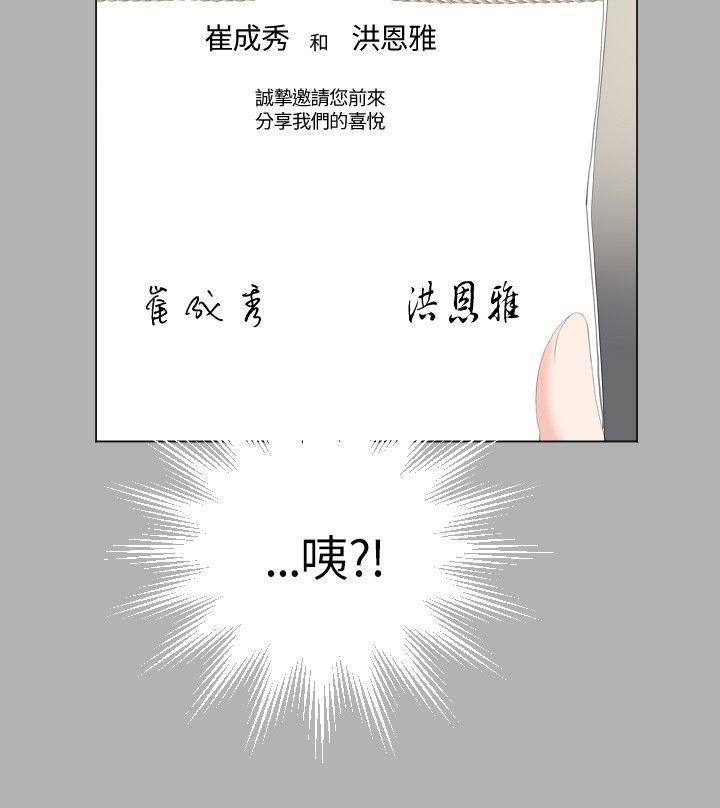 崔成秀 和 洪恩雅
誠摯邀請您前來
分享我們的喜悅
崔成秀 洪恩雅
...咦?!